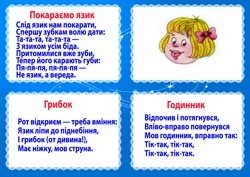 Покараємо язик
Слід язик нам покарати,
Спершу зубкам волю дати:
Та-та-та, та-та-та —
З язиком усім біда.
Притомилися вже зуби,
Тепер його карають губи:
Пя-пя-пя, пя-пя-пя —
Не язик, а вереда.
Грибок
Рот відкриєм — треба вміння:
Язик ліпи до піднебіння,
І грибок (от дивина!),
Має ніжку, мов струна.
Годинник
Відпочив і потягнувся,
Вліво-вправо повернувся
Мов годинник, вправно так:
Тік-так, тік-так,
Тік-так, тік-так.